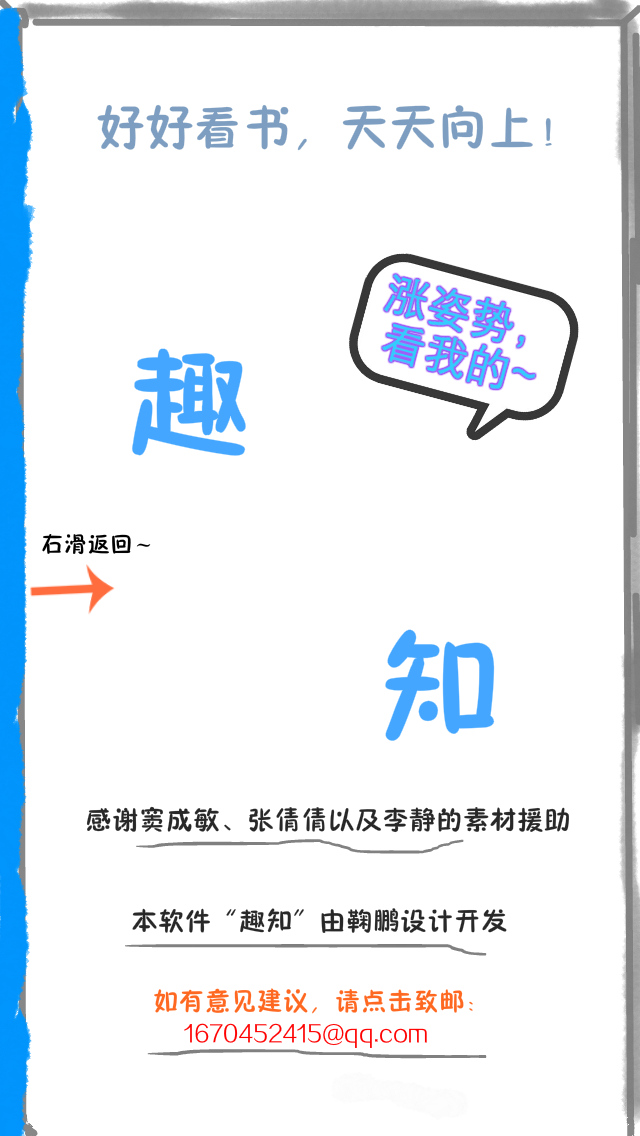 好好看书，天天向上！
涨姿势，
看我的~
趣
右滑返回~
知
感谢窦成敏、张倩倩以及李静的素材援助
本软件“趣知”由鞠鹏设计开发
如有意见建议，请点击致邮：
1670452415@qq.com